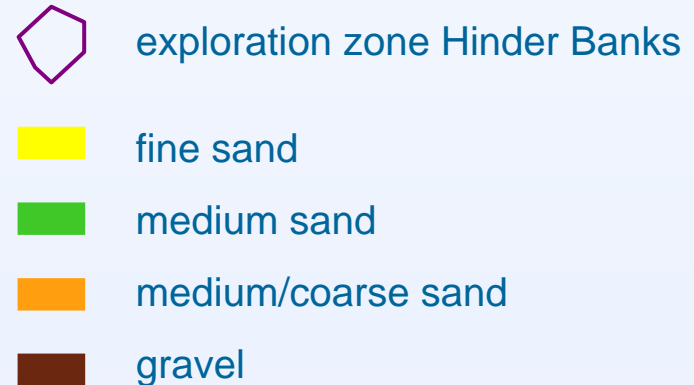 exploration zone Hinder Banks
fine sand
medium sand
medium/coarse sand
gravel